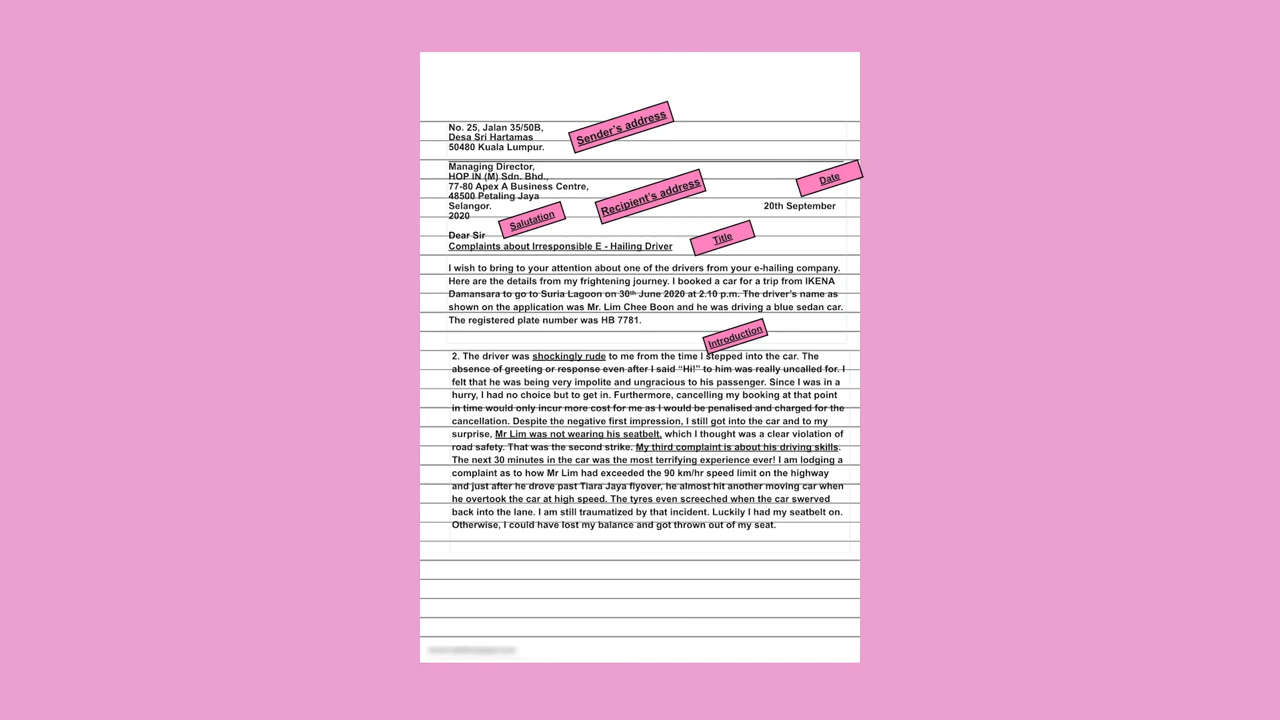 No. 25, Jalan 35/50B,
Desa Sri Hartamas
50480 Kuala Lumpur.
Sender's address
Managing Director,
HOP IN (M) Sdn. Bhd.,
77-80 Apex A Business Centre,
48500 Petaling Jaya
Selangor.
20th September
2020
Recipient's address
Date
Salutation
Dear Sir
Title
Complaints about Irresponsible E - Hailing Driver
I wish to bring to your attention about one of the drivers from your e-hailing company.
Here are the details from my frightening journey. I booked a car for a trip from IKENA
Damansara to go to Suria Lagoon on 30th June 2020 at 2.10 p.m. The driver's name as
shown on the application was Mr. Lim Chee Boon and he was driving a blue sedan car.
The registered plate number was HB 7781.
Introduction
2. The driver was shockingly rude to me from the time I stepped into the car. The
absence of greeting or response even after I said “Hi!” to him was really uncalled for. I
felt that he was being very impolite and ungracious to his passenger. Since I was in a
hurry, I had no choice but to get in. Furthermore, cancelling my booking at that point
in time would only incur more cost for me as I would be penalised and charged for the
cancellation. Despite the negative first impression, I still got into the car and to my
surprise, Mr Lim was not wearing his seatbelt, which I thought was a clear violation of
road safety. That was the second strike. My third complaint is about his driving skills.
The next 30 minutes in the car was the most terrifying experience ever! I am lodging a
complaint as to how Mr Lim had exceeded the 90 km/hr speed limit on the highway
and just after he drove past Tiara Jaya flyover, he almost hit another moving car when
he overtook the car at high speed. The tyres even screeched when the car swerved
back into the lane. I am still traumatized by that incident. Luckily I had my seatbelt on.
Otherwise, I could have lost my balance and got thrown out of my seat.